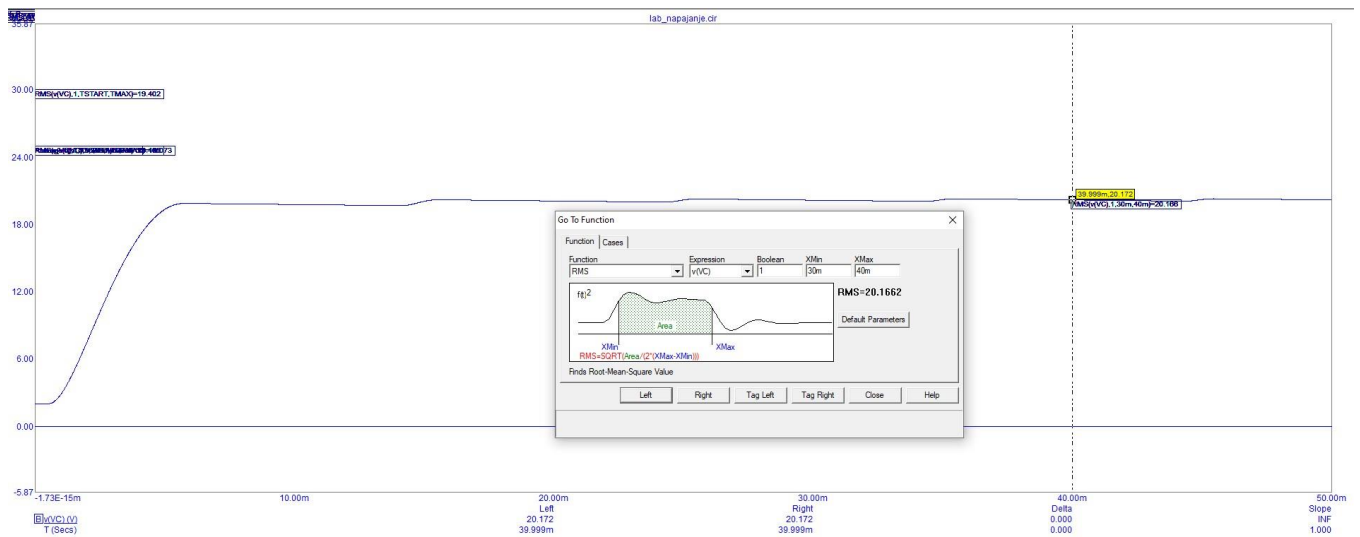 lab_napajanje.cir
35.87
30.00
RMS(v(VC),1,TSTART,TMAX)=19.402
24.00
18.00
39.999m,20.172
RMS(v(VC),1,30m,40m)=20.166
12.00
6.00
0.00
-5.87
Go To Function
Function
Cases
Function
Expression
Boolean
XMin
XMax
RMS
v(VC)
1
30m
40m
f(t)2
Area
XMin
XMax
RMS=SQRT(Area/(2*(XMax-XMin)))
RMS=20.1662
Default Parameters
Finds Root-Mean-Square Value
Left
Right
Tag Left
Tag Right
Close
Help
-1.73E-15m
10.00m
20.00m
30.00m
40.00m
50.00m
Left
Right
Delta
Slope
B v(VC) (V)
20.172
20.172
0.000
INF
T (Secs)
39.999m
39.999m
0.000
1.000